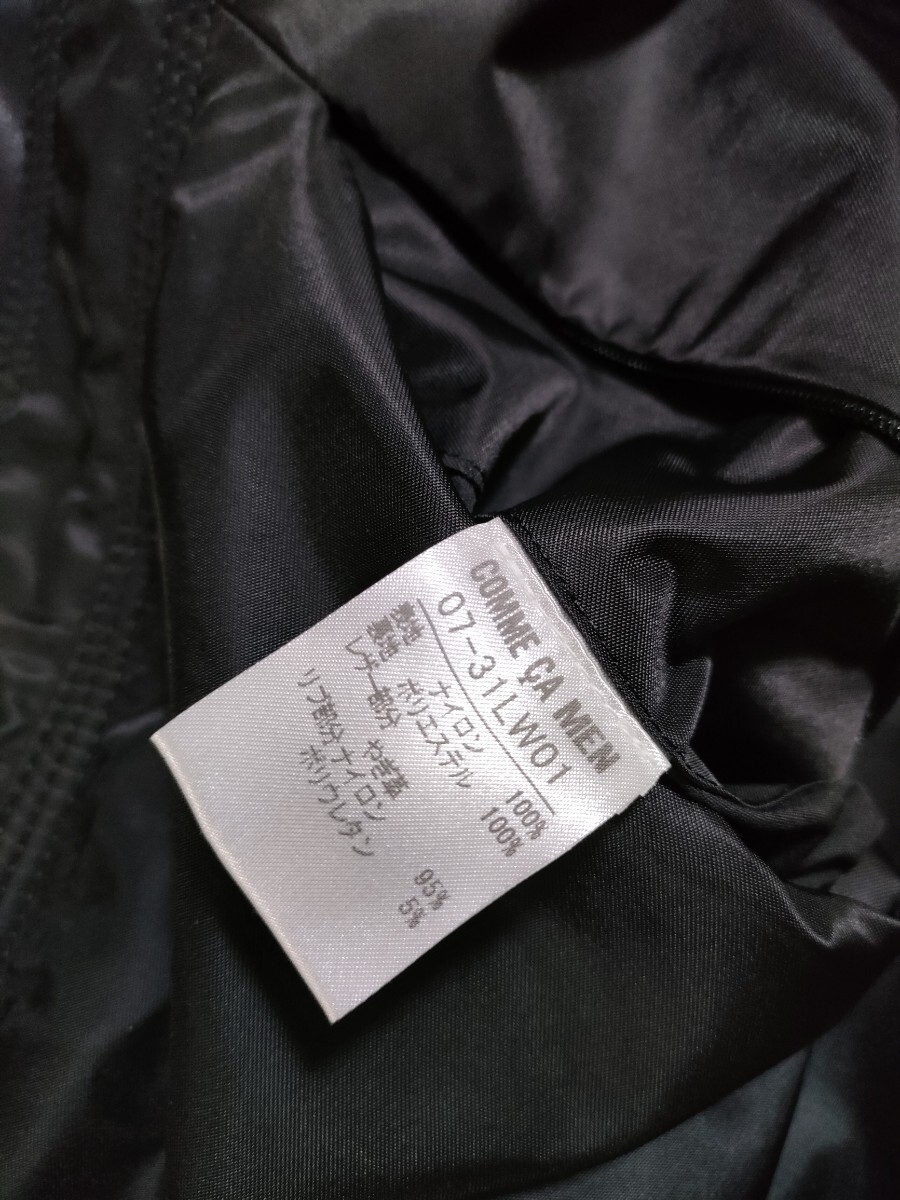 COMME ÇA MEN
07-31LW01
表地 ナイロン 100%
裏地 ポリエステル 100%
レザー部分 やぎ革
リブ部分 ナイロン 95%
ポリウレタン 5%